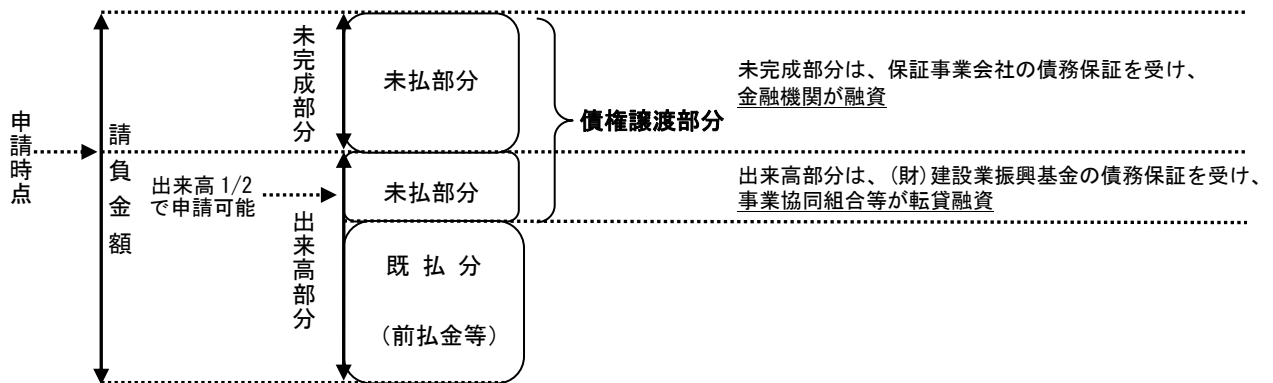 申請時点
請負金額
未完成部分
未払部分
債権譲渡部分
未完成部分は、保証事業会社の債務保証を受け、
金融機関が融資
出来高 1/2
で申請可能
出来高部分
未払部分
出来高部分は、(財)建設業振興基金の債務保証を受け、
事業協同組合等が転貸融資
既 払 分
(前払金等)